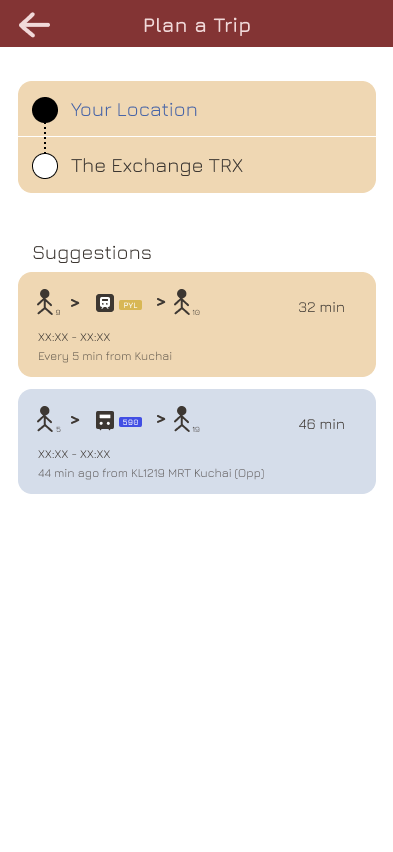 Plan a Trip
Your Location
The Exchange TRX
Suggestions
9 > PYL > 10 32 min
XX:XX - XX:XX
Every 5 min from Kuchai
5 > 590 > 19 46 min
XX:XX - XX:XX
44 min ago from KL1219 MRT Kuchai (Opp)